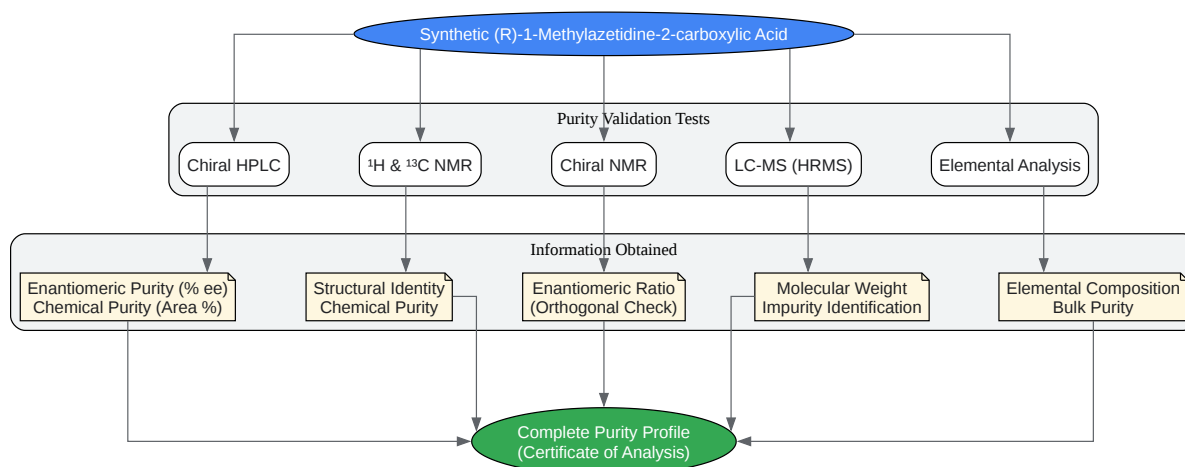 Synthetic (R)-1-Methylazetidine-2-carboxylic Acid
Purity Validation Tests
Chiral HPLC
¹H & ¹³C NMR
Chiral NMR
LC-MS (HRMS)
Elemental Analysis
Information Obtained
Enantiomeric Purity (% ee)
Chemical Purity (Area %)
Structural Identity
Chemical Purity
Enantiomeric Ratio
(Orthogonal Check)
Molecular Weight
Impurity Identification
Elemental Composition
Bulk Purity
Complete Purity Profile
(Certificate of Analysis)